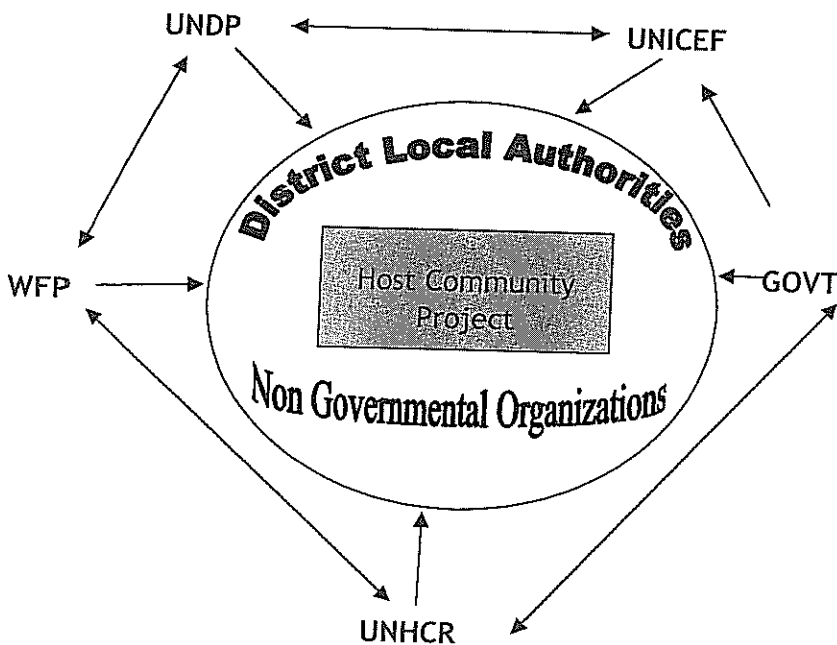 UNDP
UNICEF
District Local Authorities
WFP
Host Community
Project
GOVT
Non Governmental Organizations
UNHCR